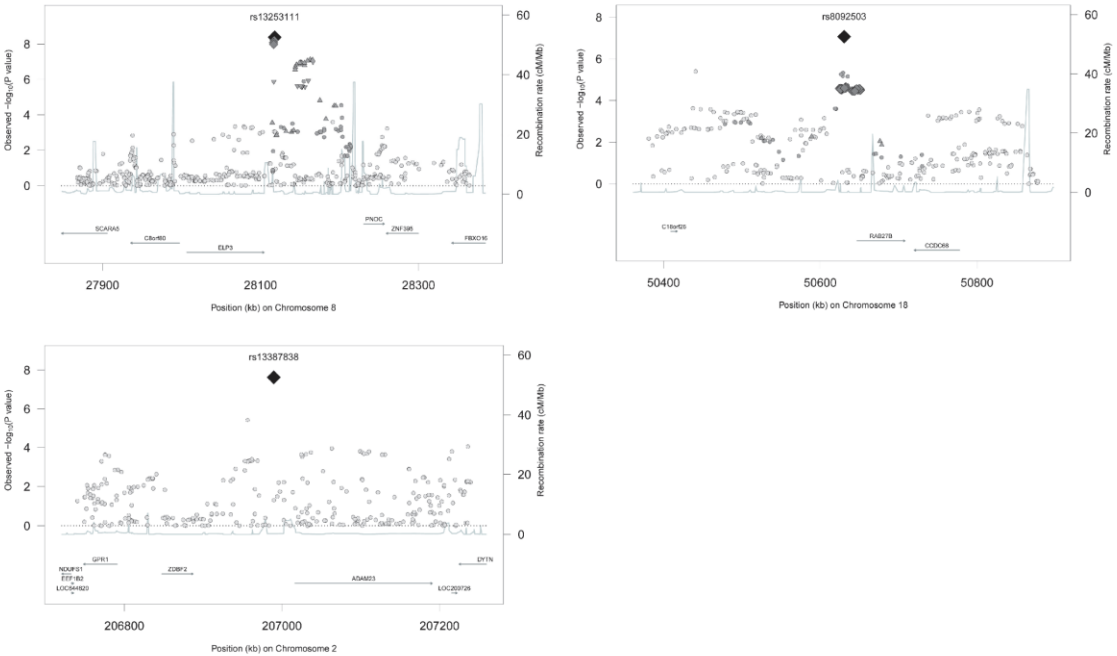 rs13253111
Observed −log10(P value)
8
6
4
2
0
60
40
20
0
Recombination rate (cM/Mb)
SCARA5
C8orf80
ELP3
PNOC
ZNF395
FBXO16
27900
28100
28300
Position (kb) on Chromosome 8
rs8092503
Observed −log10(P value)
8
6
4
2
0
60
40
20
0
Recombination rate (cM/Mb)
C18orf26
RAB27B
CCDC68
50400
50600
50800
Position (kb) on Chromosome 18
rs13387838
Observed −log10(P value)
8
6
4
2
0
60
40
20
0
Recombination rate (cM/Mb)
GPR1
NDUFS1
EEF1B2
ZDBF2
ADAM23
DYTN
LOC200726
206800
207000
207200
Position (kb) on Chromosome 2